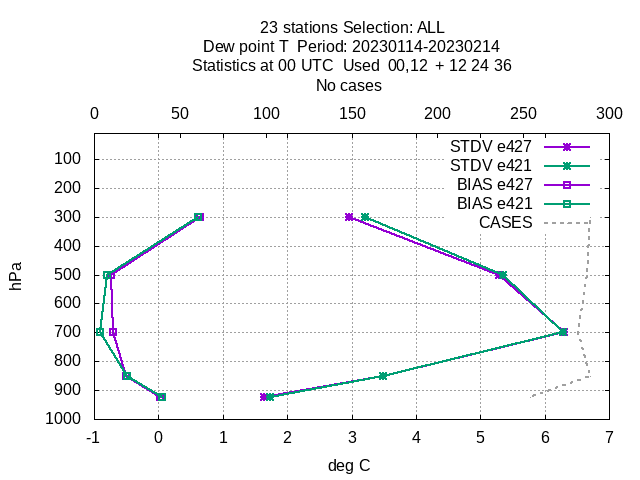 23 stations Selection: ALL
Dew point T  Period: 20230114-20230214
Statistics at 00 UTC  Used  00,12  + 12 24 36
No cases
0 50 100 150 200 250 300
STDV e427
STDV e421
BIAS e427
BIAS e421
CASES
100
200
300
400
500
600
700
800
900
1000
hPa
-1 0 1 2 3 4 5 6 7
deg C